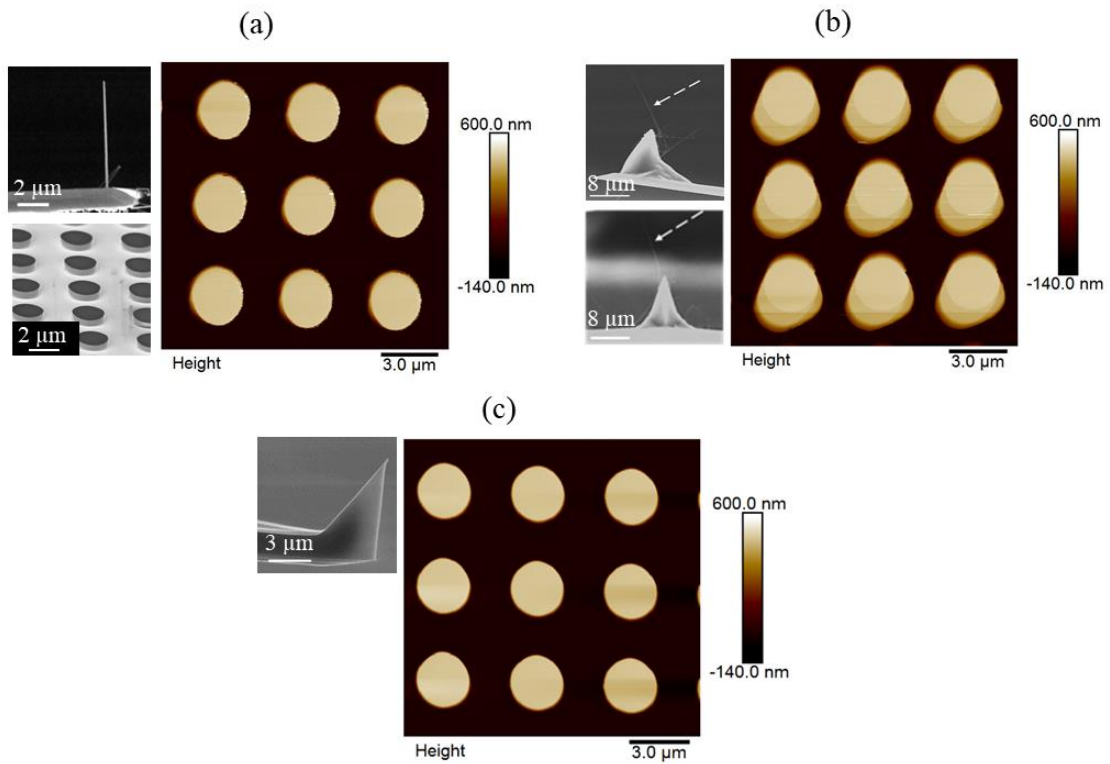 (a)
2 μm
2 μm
600.0 nm
-140.0 nm
Height
3.0 μm
(b)
8 μm
8 μm
600.0 nm
-140.0 nm
Height
3.0 μm
(c)
3 μm
600.0 nm
-140.0 nm
Height
3.0 μm